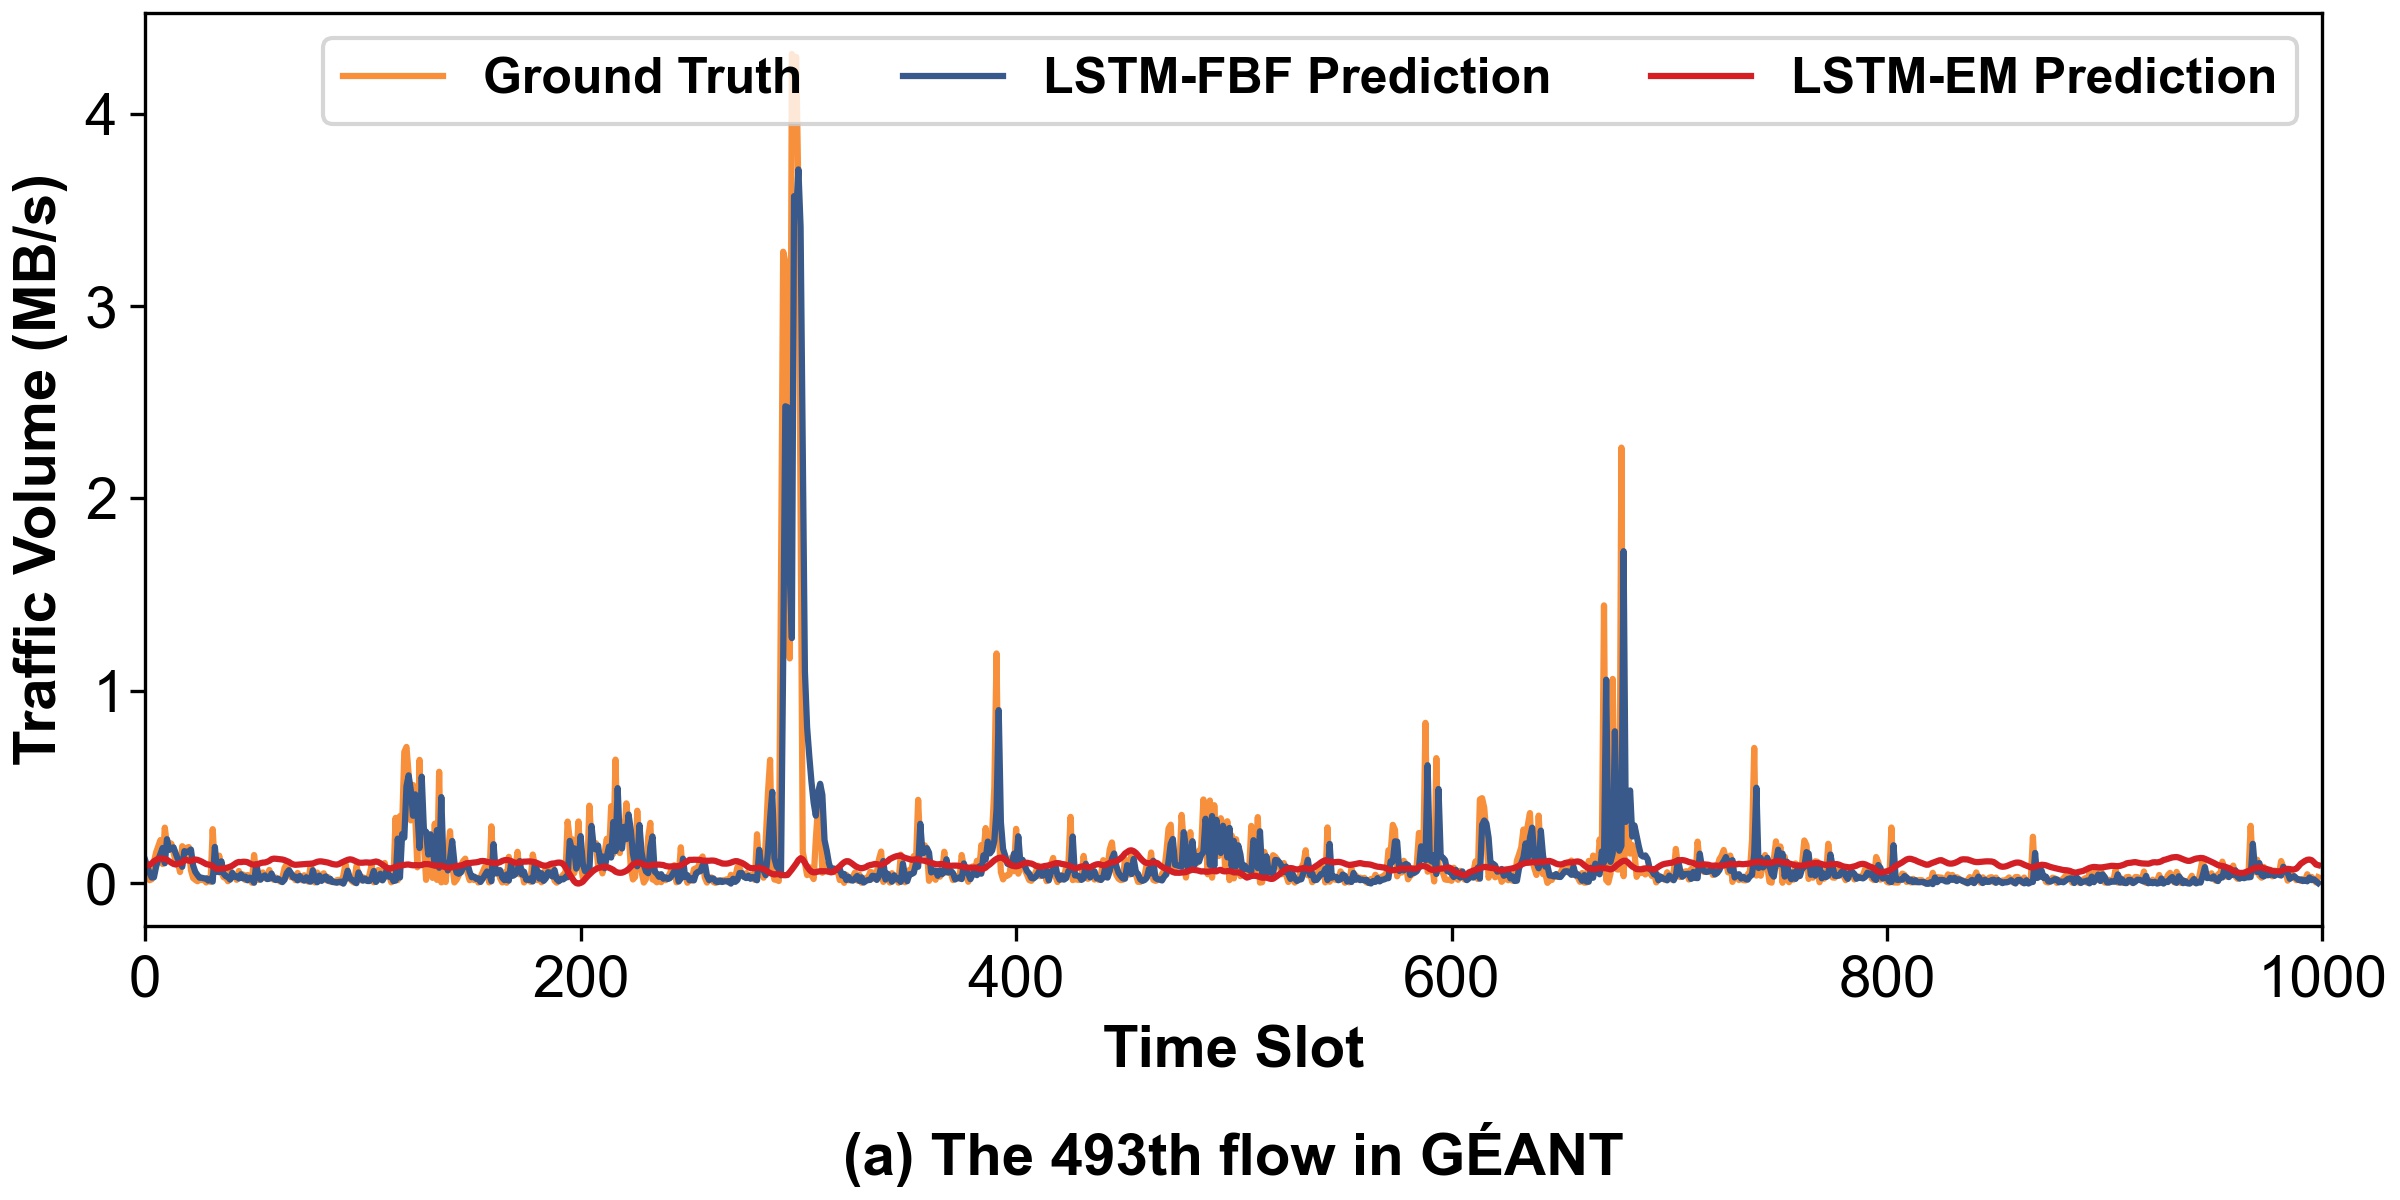 Ground Truth
LSTM-FBF Prediction
LSTM-EM Prediction
Traffic Volume (MB/s)
4
3
2
1
0
0
200
400
600
800
1000
Time Slot
(a) The 493th flow in GÉANT